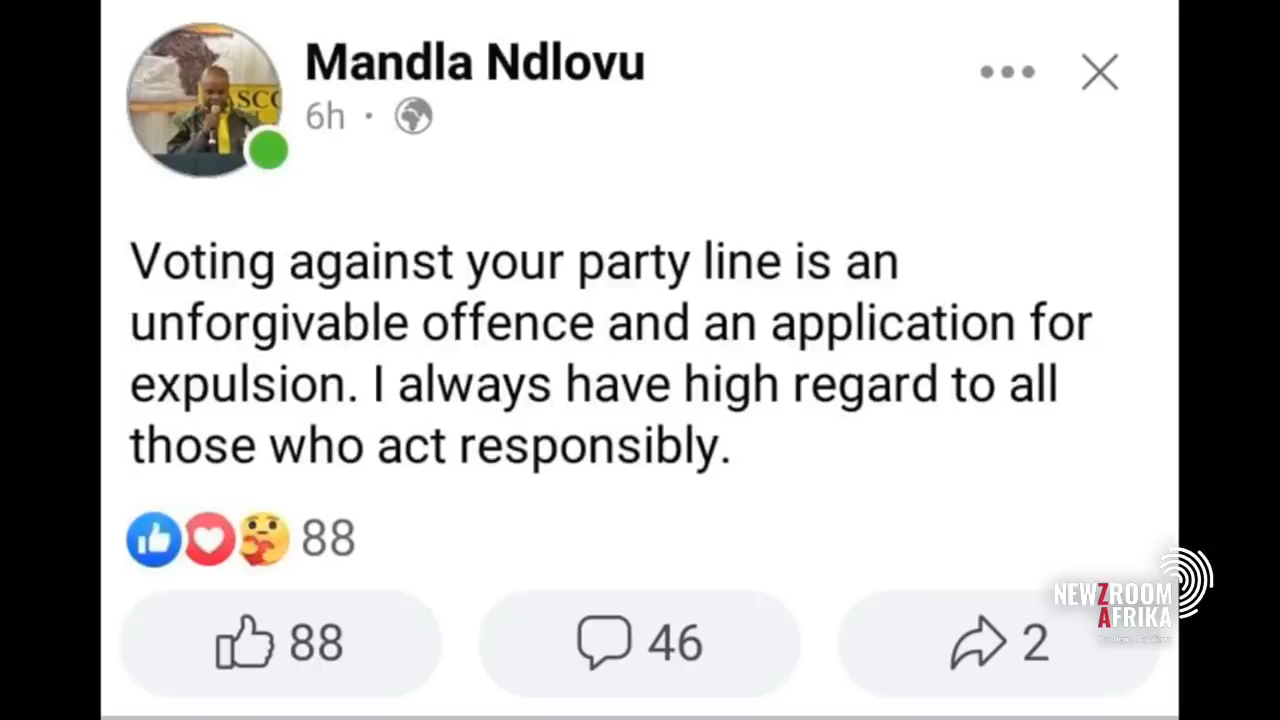 Mandla Ndlovu
6h ·
Voting against your party line is an
unforgivable offence and an application for
expulsion. I always have high regard to all
those who act responsibly.
88
88 46 2
NEWZROOM
AFRIKA